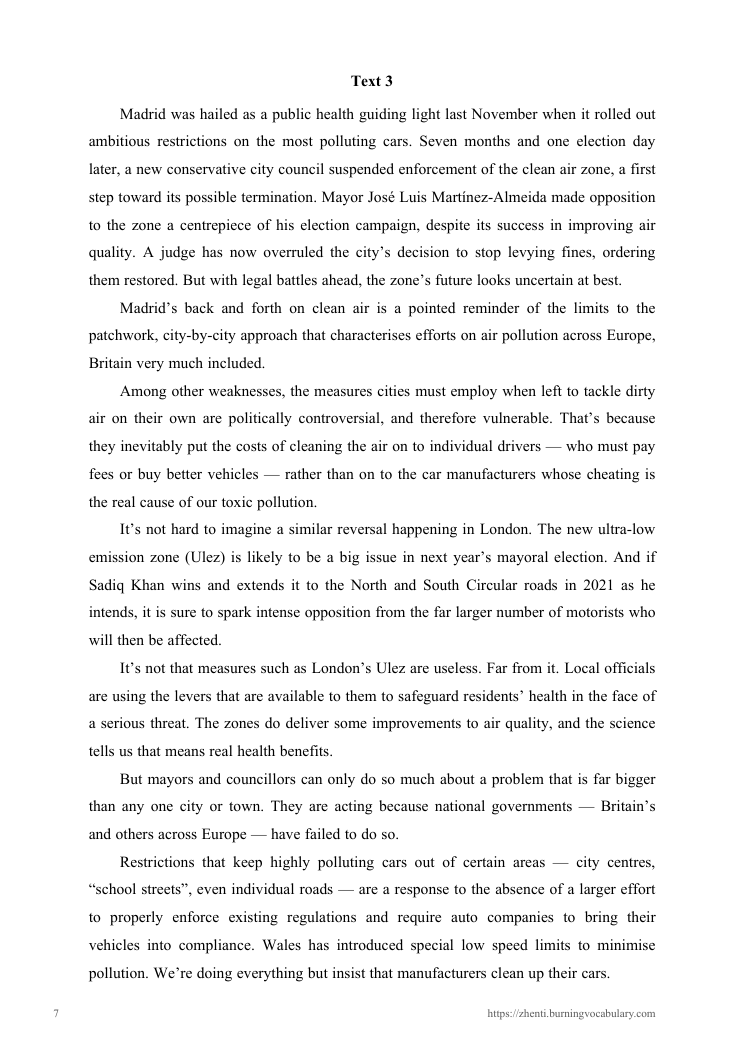 Text 3
Madrid was hailed as a public health guiding light last November when it rolled out
ambitious restrictions on the most polluting cars. Seven months and one election day
later, a new conservative city council suspended enforcement of the clean air zone, a first
step toward its possible termination. Mayor José Luis Martínez-Almeida made opposition
to the zone a centrepiece of his election campaign, despite its success in improving air
quality. A judge has now overruled the city’s decision to stop levying fines, ordering
them restored. But with legal battles ahead, the zone’s future looks uncertain at best.
Madrid’s back and forth on clean air is a pointed reminder of the limits to the
patchwork, city-by-city approach that characterises efforts on air pollution across Europe,
Britain very much included.
Among other weaknesses, the measures cities must employ when left to tackle dirty
air on their own are politically controversial, and therefore vulnerable. That’s because
they inevitably put the costs of cleaning the air on to individual drivers — who must pay
fees or buy better vehicles — rather than on to the car manufacturers whose cheating is
the real cause of our toxic pollution.
It’s not hard to imagine a similar reversal happening in London. The new ultra-low
emission zone (Ulez) is likely to be a big issue in next year’s mayoral election. And if
Sadiq Khan wins and extends it to the North and South Circular roads in 2021 as he
intends, it is sure to spark intense opposition from the far larger number of motorists who
will then be affected.
It’s not that measures such as London’s Ulez are useless. Far from it. Local officials
are using the levers that are available to them to safeguard residents’ health in the face of
a serious threat. The zones do deliver some improvements to air quality, and the science
tells us that means real health benefits.
But mayors and councillors can only do so much about a problem that is far bigger
than any one city or town. They are acting because national governments — Britain’s
and others across Europe — have failed to do so.
Restrictions that keep highly polluting cars out of certain areas — city centres,
“school streets”, even individual roads — are a response to the absence of a larger effort
to properly enforce existing regulations and require auto companies to bring their
vehicles into compliance. Wales has introduced special low speed limits to minimise
pollution. We’re doing everything but insist that manufacturers clean up their cars.
7 https://zhenti.burningvocabulary.com